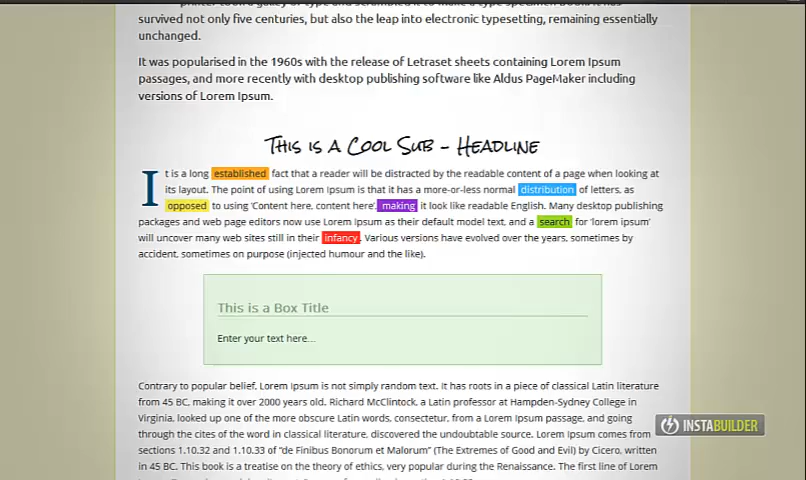 survived not only five centuries, but also the leap into electronic typesetting, remaining essentially
unchanged.
It was popularised in the 1960s with the release of Letraset sheets containing Lorem Ipsum
passages, and more recently with desktop publishing software like Aldus PageMaker including
versions of Lorem Ipsum.
This is a Cool Sub - Headline
It is a long established fact that a reader will be distracted by the readable content of a page when looking at
its layout. The point of using Lorem Ipsum is that it has a more-or-less normal distribution of letters, as
opposed to using 'Content here, content here', making it look like readable English. Many desktop publishing
packages and web page editors now use Lorem Ipsum as their default model text, and a search for 'lorem ipsum'
will uncover many web sites still in their infancy. Various versions have evolved over the years, sometimes by
accident, sometimes on purpose (injected humour and the like).
This is a Box Title
Enter your text here...
Contrary to popular belief, Lorem Ipsum is not simply random text. It has roots in a piece of classical Latin literature
from 45 BC, making it over 2000 years old. Richard McClintock, a Latin professor at Hampden-Sydney College in
Virginia, looked up one of the more obscure Latin words, consectetur, from a Lorem Ipsum passage, and going
through the cites of the word in classical literature, discovered the undoubtable source. Lorem Ipsum comes from
INSTABUILDER
sections 1.10.32 and 1.10.33 of "de Finibus Bonorum et Malorum" (The Extremes of Good and Evil) by Cicero, written
in 45 BC. This book is a treatise on the theory of ethics, very popular during the Renaissance. The first line of Lorem